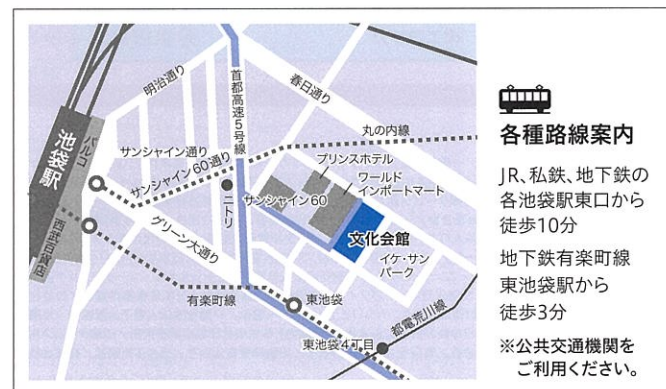 明治通り
首都高速5号線
春日通り
丸の内線
パルコ
池袋駅
サンシャイン通り
サンシャイン60通り
プリンスホテル
ワールド
インポートマート
ニトリ
サンシャイン60
西武百貨店
グリーン大通り
文化会館
イケ・サン
パーク
有楽町線
東池袋
都電荒川線
東池袋4丁目
各種路線案内
JR、私鉄、地下鉄の
各池袋駅東口から
徒歩10分
地下鉄有楽町線
東池袋駅から
徒歩3分
※公共交通機関を
ご利用ください。